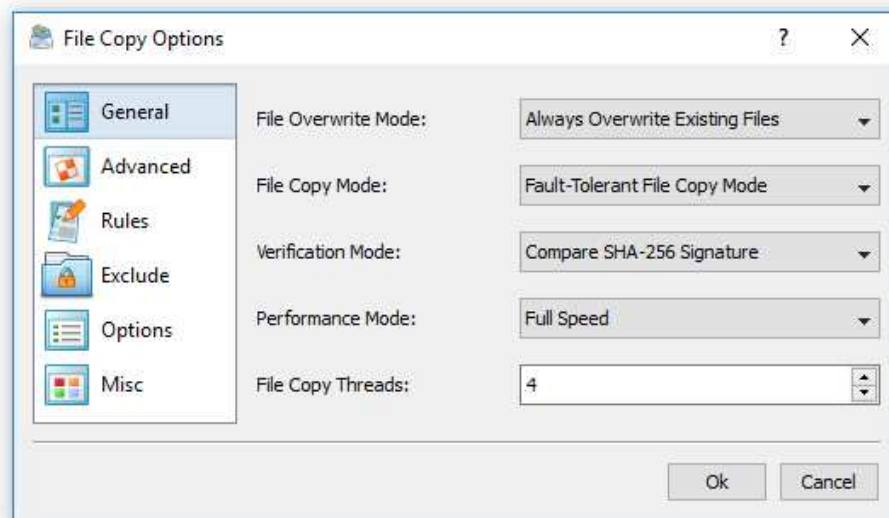 File Copy Options
?
General
Advanced
Rules
Exclude
Options
Misc
File Overwrite Mode: Always Overwrite Existing Files
File Copy Mode: Fault-Tolerant File Copy Mode
Verification Mode: Compare SHA-256 Signature
Performance Mode: Full Speed
File Copy Threads: 4
Ok Cancel